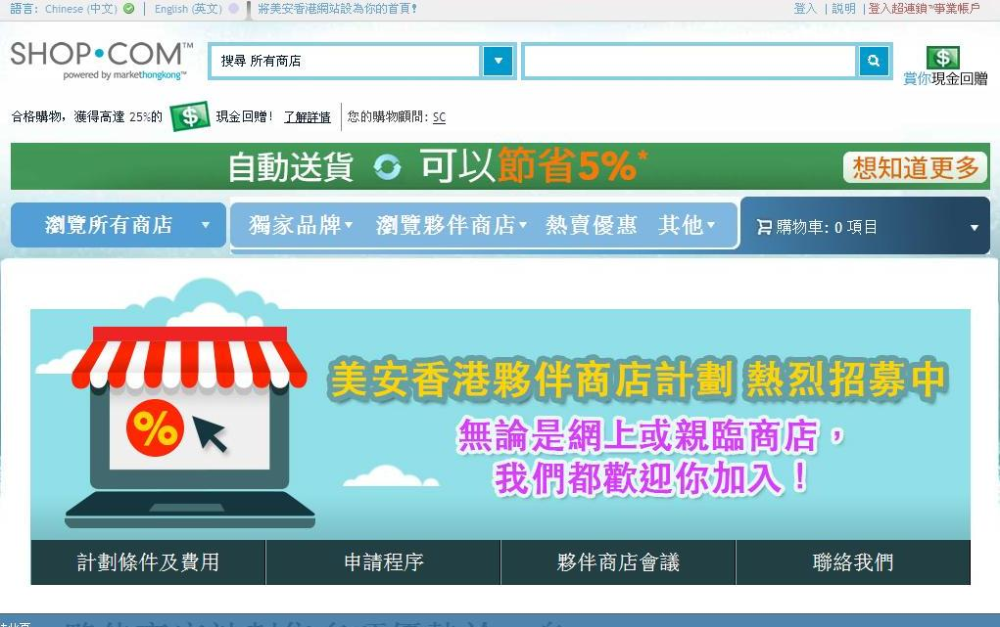 語言: Chinese (中文) | English (英文) 將美安香港網站設為你的首頁!
登入 | 說明 | 登入超連鎖™事業帳戶
SHOP•COM™
powered by markethongkong™
搜尋 所有商店
$
賞你現金回贈
合格購物，獲得高達 25%的 $ 現金回贈! 了解詳情 您的購物顧問: SC
自動送貨 可以節省5%*
想知道更多
瀏覽所有商店
獨家品牌 瀏覽夥伴商店 熱賣優惠 其他
購物車: 0 項目
%
美安香港夥伴商店計劃 熱烈招募中
無論是網上或親臨商店，
我們都歡迎你加入！
計劃條件及費用
申請程序
夥伴商店會議
聯絡我們